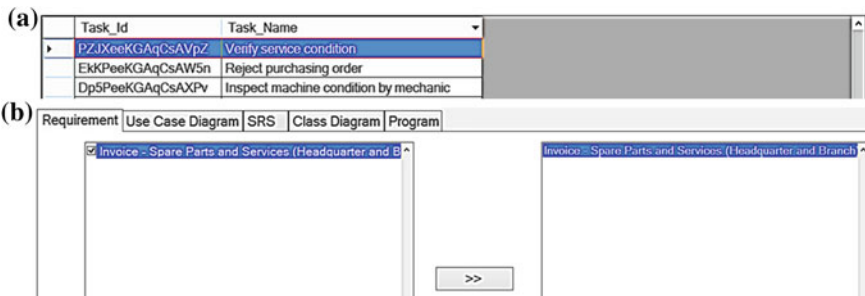 (a)
Task_Id Task_Name
PZJXeeKGAqCsAVpZ Verify service condition
EkKPeeKGAqCsAW5n Reject purchasing order
Dp5PeeKGAqCsAXPv Inspect machine condition by mechanic
(b)
Requirement Use Case Diagram SRS Class Diagram Program
Invoice - Spare Parts and Services (Headquarter and B
Invoice - Spare Parts and Services (Headquarter and Branch
>>